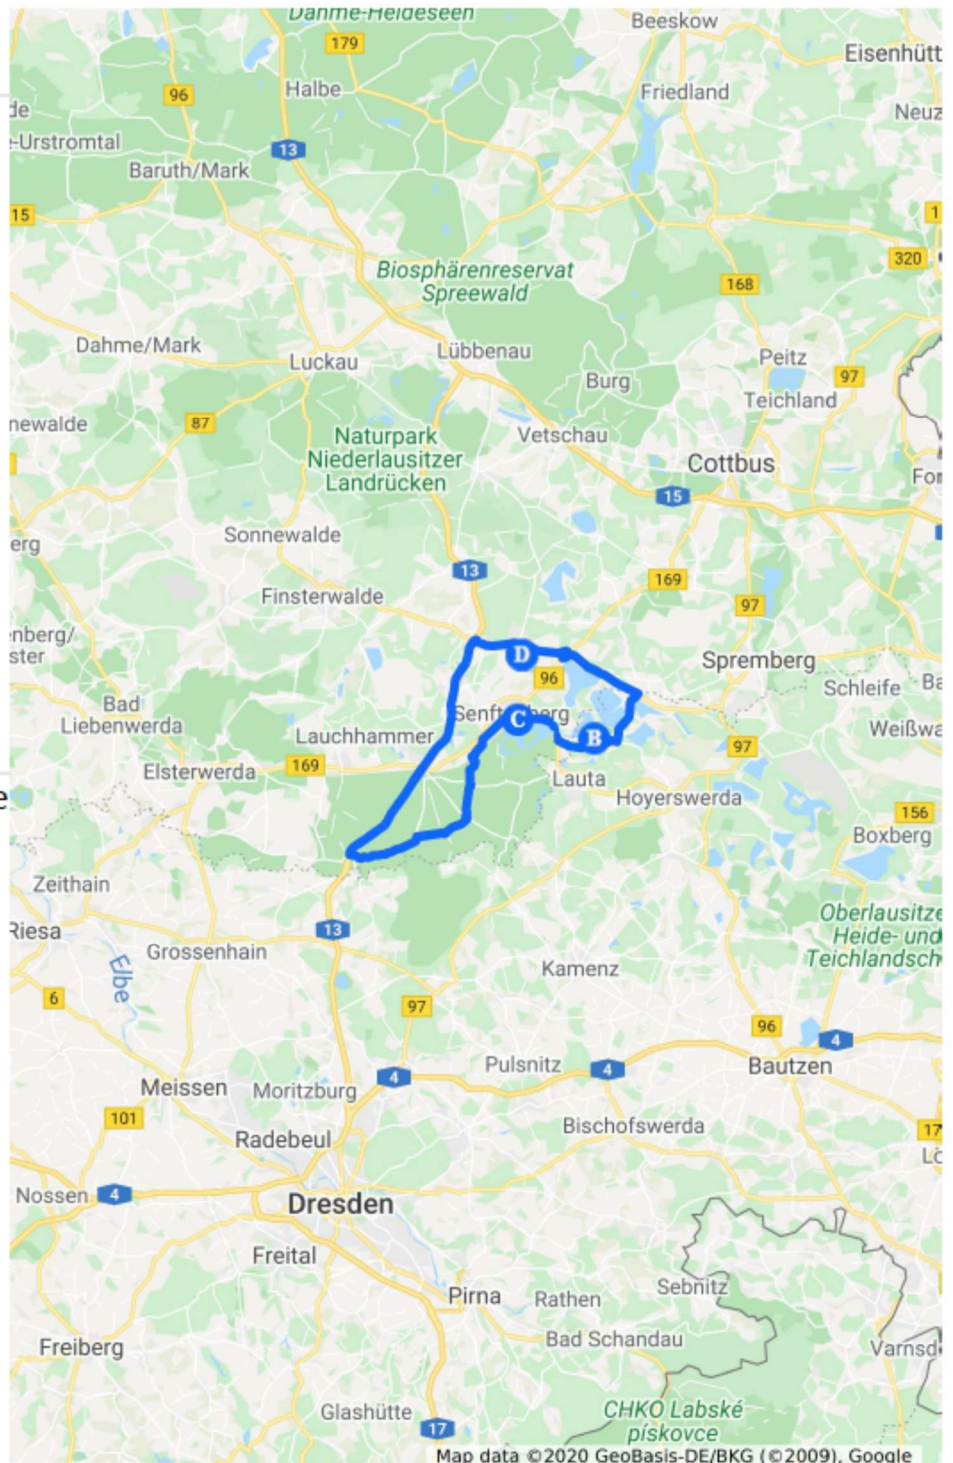 Dahme-Heideseen
Beeskow
179
Eisenhütt
96
Halbe
Friedland
de
Neuz
e-Urstromtal
13
Baruth/Mark
15
1
320
Biosphärenreservat
Spreewald
168
Dahme/Mark
Lübbenau
Luckau
Peitz
97
Burg
Teichland
newalde
87
Naturpark
Niederlausitzer
Landrücken
Vetschau
Cottbus
For
15
Sonnewalde
erg
13
169
Finsterwalde
97
enberg/
ster
D
Spremberg
96
Schleife
Ba
Bad
Liebenwerda
Senftenberg
C
Weißwa
Lauchhammer
B
97
169
Elsterwerda
Lauta
Hoyerswerda
e
156
Boxberg
Zeithain
Oberlausitze
Heide- und
Teichlandsch
Riesa
13
Grossenhain
Elbe
Kamenz
6
97
96
4
Pulsnitz
4
4
Bautzen
Meissen
Moritzburg
101
Bischofswerda
17
Radebeul
Lö
Nossen
4
Dresden
Freital
Sebnitz
Pirna
Rathen
Bad Schandau
Freiberg
Varnsd
Glashütte
CHKO Labské
pískovce
17
Map data ©2020 GeoBasis-DE/BKG (©2009), Google